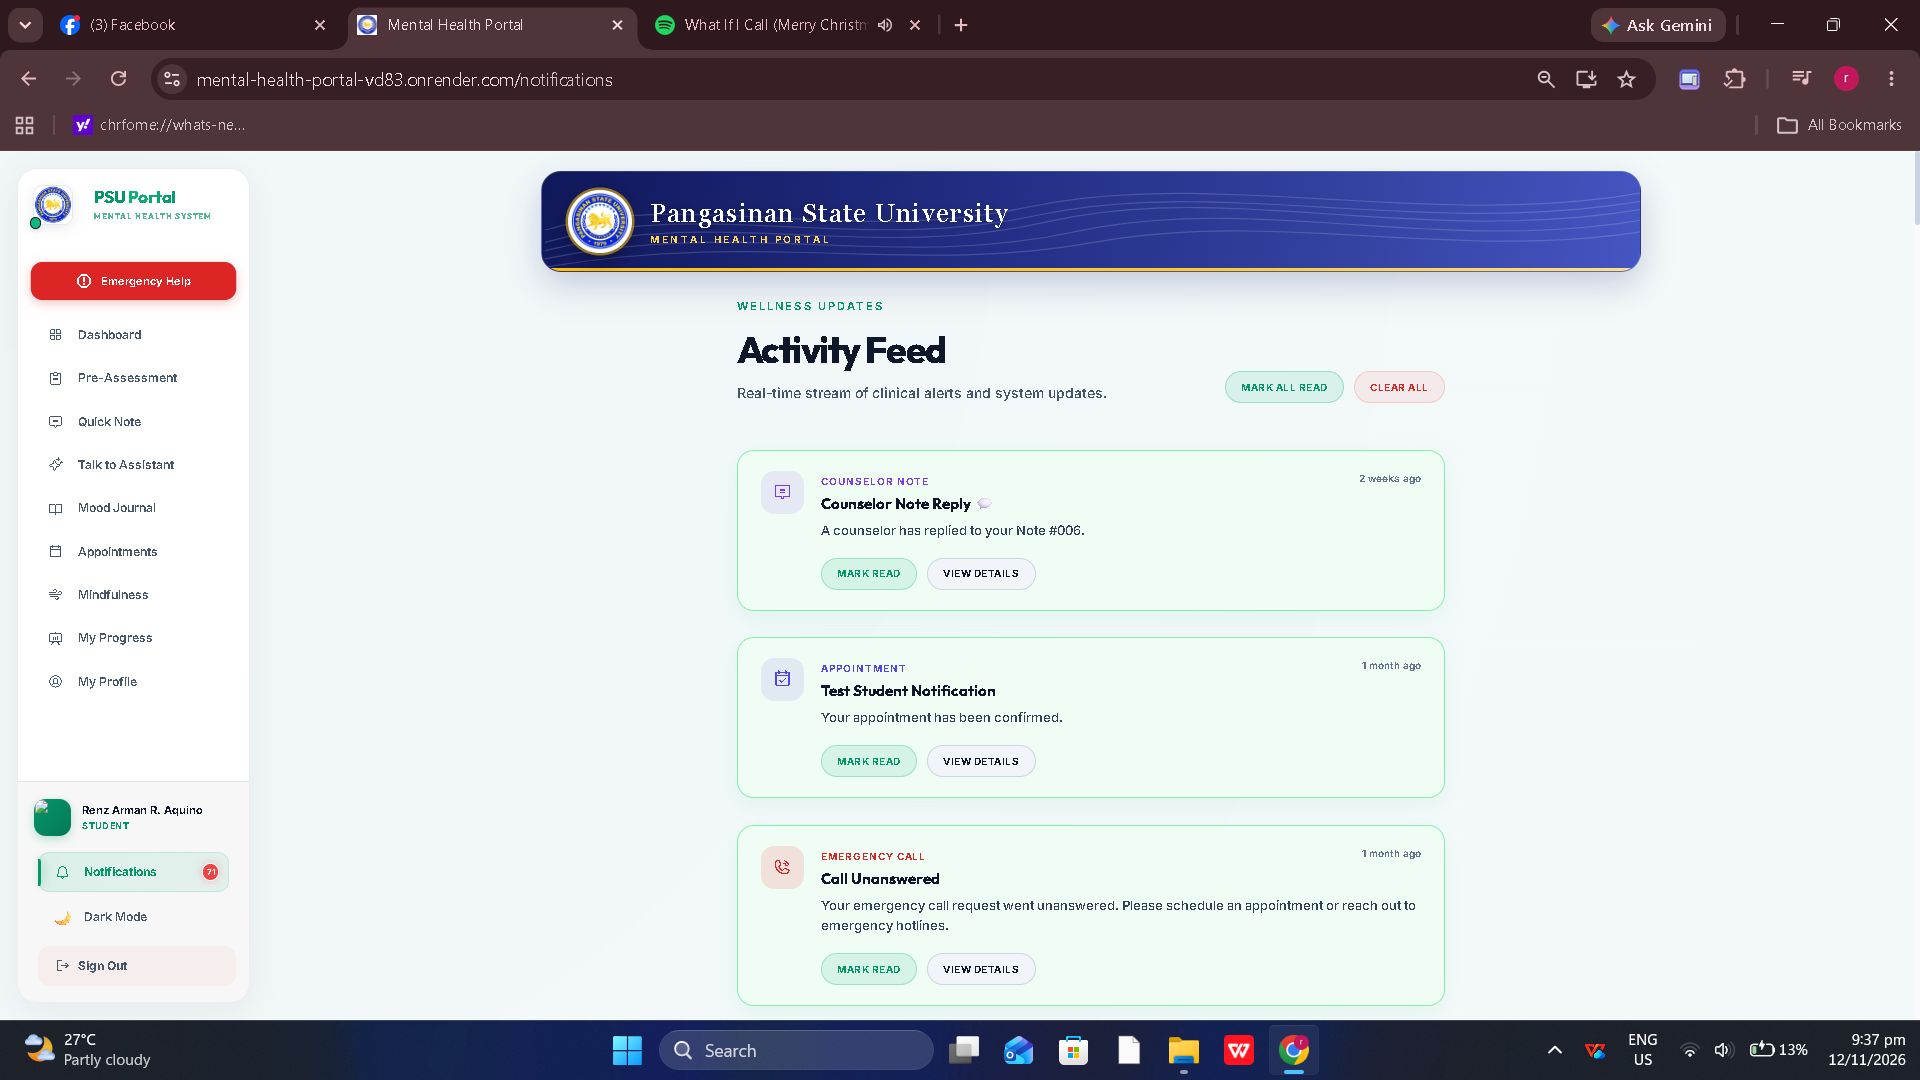 (3) Facebook
Mental Health Portal
What If I Call (Merry Christm
Ask Gemini
mental-health-portal-vd83.onrender.com/notifications
r
y!
chrfome://whats-ne...
All Bookmarks
PSU Portal
MENTAL HEALTH SYSTEM
Emergency Help
Dashboard
Pre-Assessment
Quick Note
Talk to Assistant
Mood Journal
Appointments
Mindfulness
My Progress
My Profile
Renz Arman R. Aquino
STUDENT
Notifications
71
Dark Mode
Sign Out
Pangasinan State University
MENTAL HEALTH PORTAL
WELLNESS UPDATES
Activity Feed
Real-time stream of clinical alerts and system updates.
MARK ALL READ
CLEAR ALL
COUNSELOR NOTE
2 weeks ago
Counselor Note Reply
A counselor has replied to your Note #006.
MARK READ
VIEW DETAILS
APPOINTMENT
1 month ago
Test Student Notification
Your appointment has been confirmed.
MARK READ
VIEW DETAILS
EMERGENCY CALL
1 month ago
Call Unanswered
Your emergency call request went unanswered. Please schedule an appointment or reach out to
emergency hotlines.
MARK READ
VIEW DETAILS
27°C
Partly cloudy
Search
ENG
US
13%
9:37 pm
12/11/2026